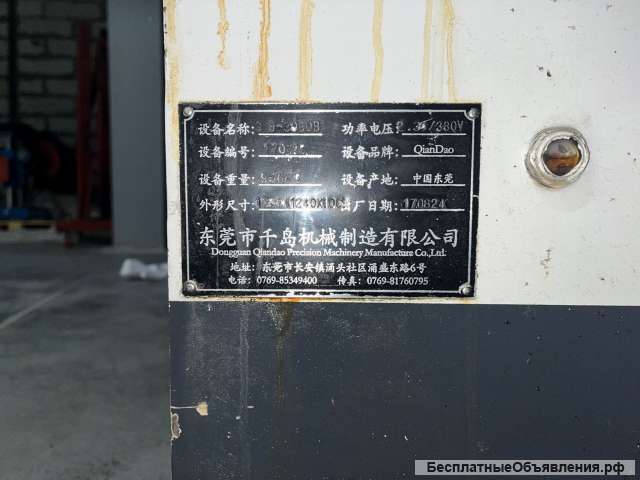 设备名称: 功率电压: /380V
设备编号: 设备品牌: QianDao
设备重量: 设备产地: 中国东莞
外形尺寸: 出厂日期: 170824
东莞市千岛机械制造有限公司
Dongguan Qiandao Precision Machinery Manufacture Co.,Ltd.
地址: 东莞市长安镇涌头社区涌盛东路6号
电话: 0769-85349400 传真: 0769-81760795
БесплатныеОбъявления.рф